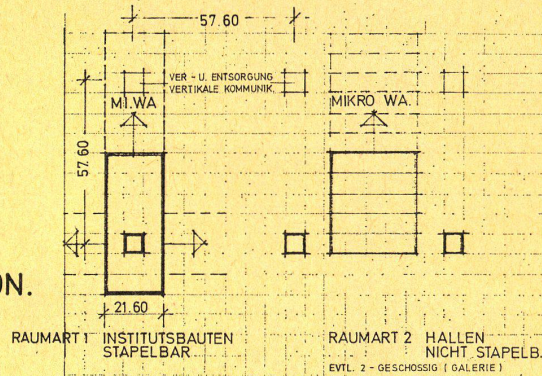 57.60
VER - U. ENTSORGUNG
VERTIKALE KOMMUNIK.
MI.WA
MIKRO WA.
57.60
ON.
21.60
RAUMART 1 INSTITUTSBAUTEN
STAPELBAR
RAUMART 2 HALLEN
NICHT STAPELB.
EVTL. 2 - GESCHOSSIG ( GALERIE )